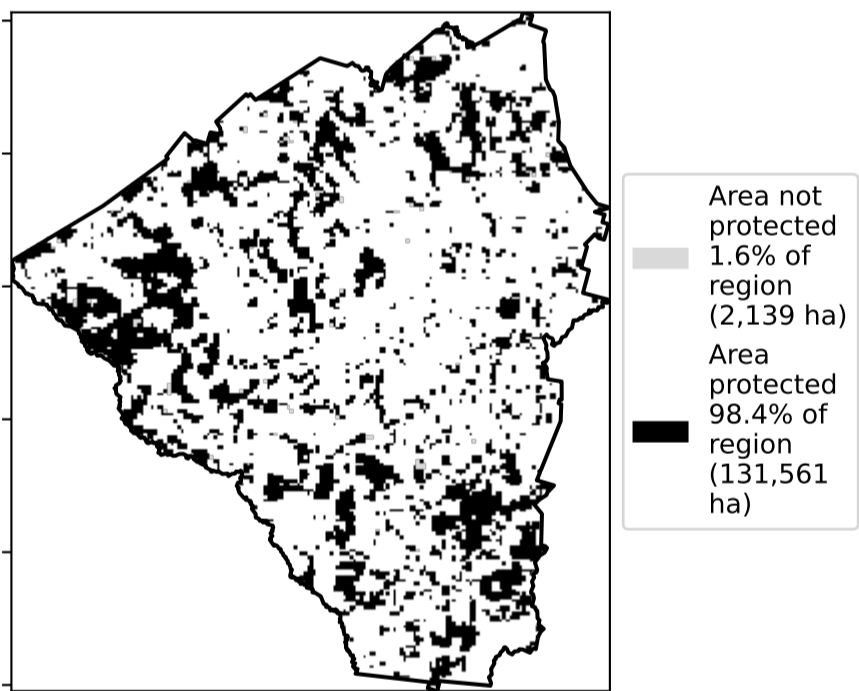 Area not
protected
1.6% of
region
(2,139 ha)
Area
protected
98.4% of
region
(131,561
ha)